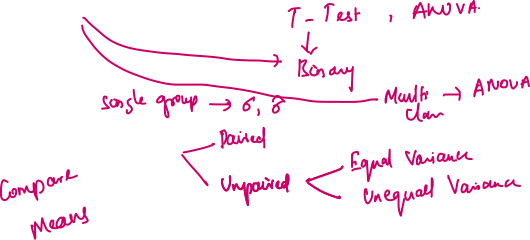 T-Test, ANOVA.
Binary
Single group → σ, σ̂
Multi → ANOVA
Class
Paired
Unpaired
Equal Variance
Unequal Variance
Compare
Means